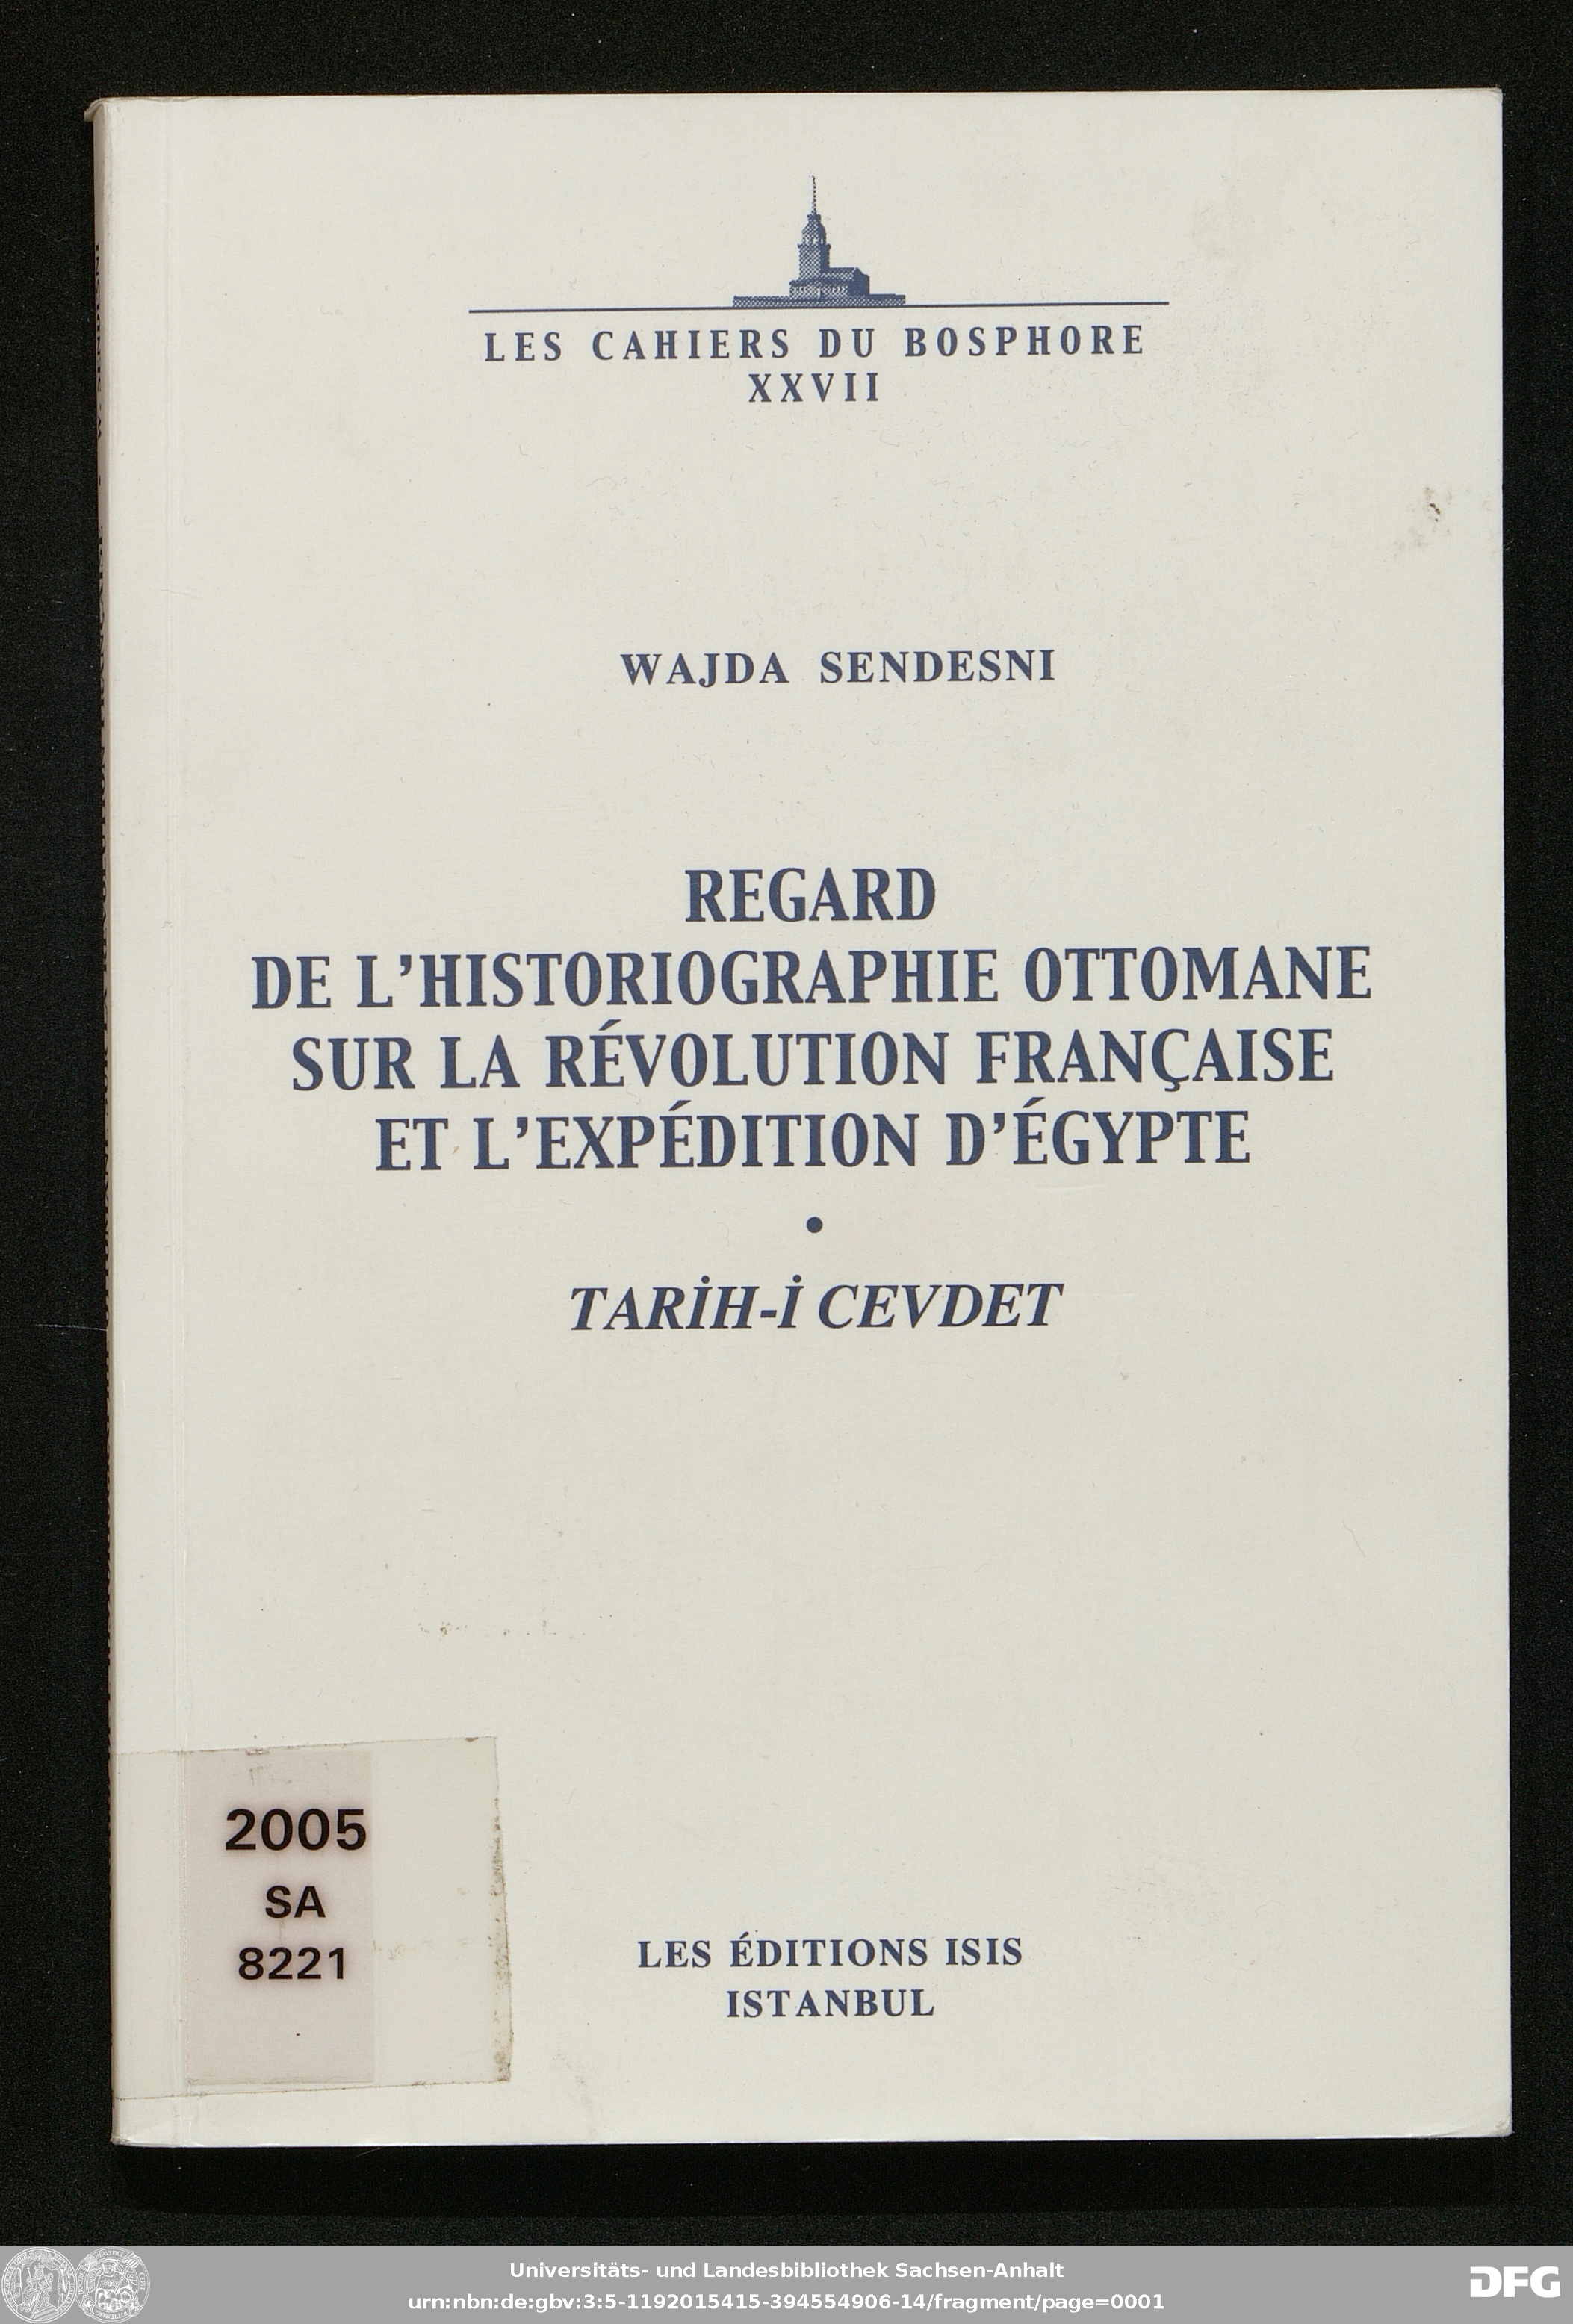 LES CAHIERS DU BOSPHORE
XXVII
WAJDA SENDESNI
REGARD
DE L'HISTORIOGRAPHIE OTTOMANE
SUR LA RÉVOLUTION FRANÇAISE
ET L'EXPÉDITION D'ÉGYPTE
•
TARİH-İ CEVDET
2005
SA
8221
LES ÉDITIONS ISIS
ISTANBUL
Universitäts- und Landesbibliothek Sachsen-Anhalt
urn:nbn:de:gbv:3:5-1192015415-394554906-14/fragment/page=0001
DFG